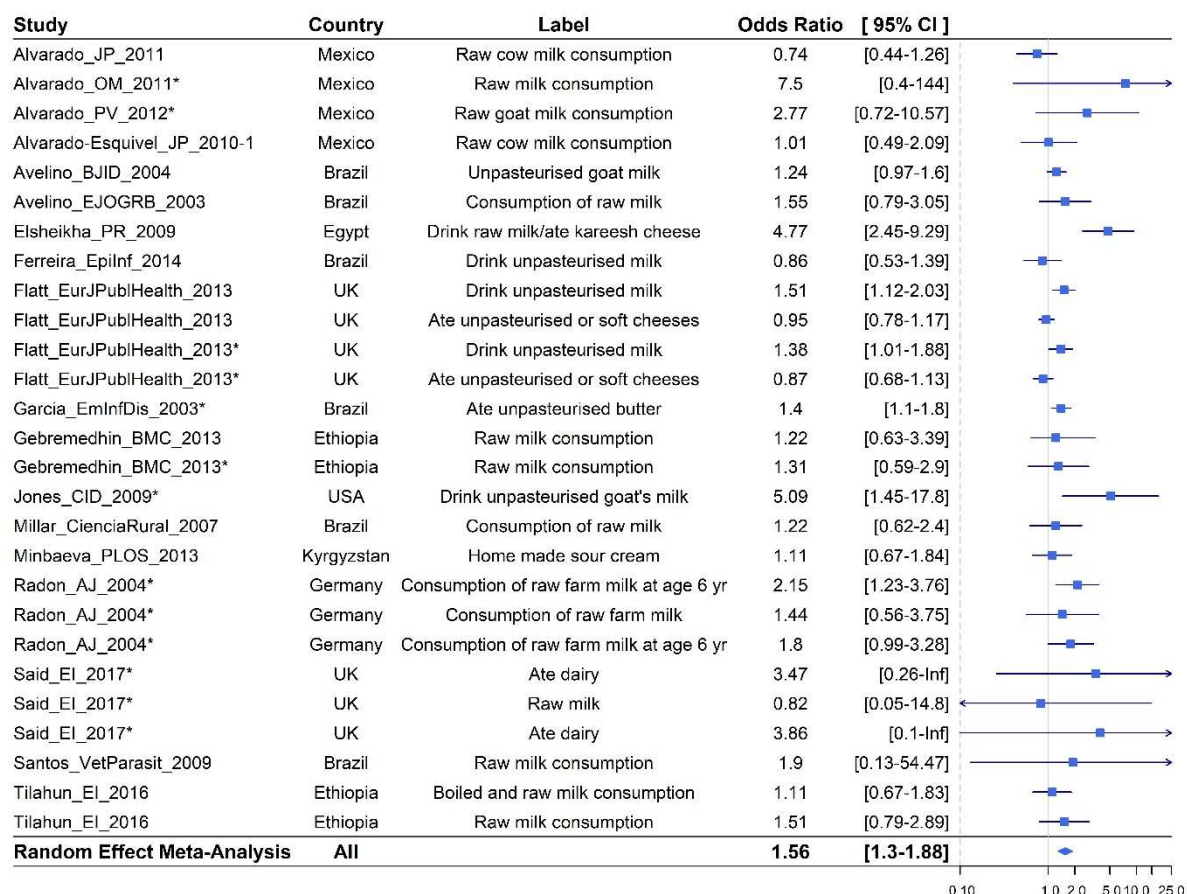 Study Country Label Odds Ratio [ 95% CI ]
Alvarado_JP_2011 Mexico Raw cow milk consumption 0.74 [0.44-1.26]
Alvarado_OM_2011* Mexico Raw milk consumption 7.5 [0.4-144]
Alvarado_PV_2012* Mexico Raw goat milk consumption 2.77 [0.72-10.57]
Alvarado-Esquivel_JP_2010-1 Mexico Raw cow milk consumption 1.01 [0.49-2.09]
Avelino_BJID_2004 Brazil Unpasteurised goat milk 1.24 [0.97-1.6]
Avelino_EJOGRB_2003 Brazil Consumption of raw milk 1.55 [0.79-3.05]
Elsheikha_PR_2009 Egypt Drink raw milk/ate kareesh cheese 4.77 [2.45-9.29]
Ferreira_EpiInf_2014 Brazil Drink unpasteurised milk 0.86 [0.53-1.39]
Flatt_EurJPublHealth_2013 UK Drink unpasteurised milk 1.51 [1.12-2.03]
Flatt_EurJPublHealth_2013 UK Ate unpasteurised or soft cheeses 0.95 [0.78-1.17]
Flatt_EurJPublHealth_2013* UK Drink unpasteurised milk 1.38 [1.01-1.88]
Flatt_EurJPublHealth_2013* UK Ate unpasteurised or soft cheeses 0.87 [0.68-1.13]
Garcia_EmInfDis_2003* Brazil Ate unpasteurised butter 1.4 [1.1-1.8]
Gebremedhin_BMC_2013 Ethiopia Raw milk consumption 1.22 [0.63-3.39]
Gebremedhin_BMC_2013* Ethiopia Raw milk consumption 1.31 [0.59-2.9]
Jones_CID_2009* USA Drink unpasteurised goat's milk 5.09 [1.45-17.8]
Millar_CienciaRural_2007 Brazil Consumption of raw milk 1.22 [0.62-2.4]
Minbaeva_PLOS_2013 Kyrgyzstan Home made sour cream 1.11 [0.67-1.84]
Radon_AJ_2004* Germany Consumption of raw farm milk at age 6 yr 2.15 [1.23-3.76]
Radon_AJ_2004* Germany Consumption of raw farm milk 1.44 [0.56-3.75]
Radon_AJ_2004* Germany Consumption of raw farm milk at age 6 yr 1.8 [0.99-3.28]
Said_EI_2017* UK Ate dairy 3.47 [0.26-Inf]
Said_EI_2017* UK Raw milk 0.82 [0.05-14.8]
Said_EI_2017* UK Ate dairy 3.86 [0.1-Inf]
Santos_VetParasit_2009 Brazil Raw milk consumption 1.9 [0.13-54.47]
Tilahun_EI_2016 Ethiopia Boiled and raw milk consumption 1.11 [0.67-1.83]
Tilahun_EI_2016 Ethiopia Raw milk consumption 1.51 [0.79-2.89]
Random Effect Meta-Analysis All 1.56 [1.3-1.88]
0.10 1.0 2.0 5.0 10.0 25.0